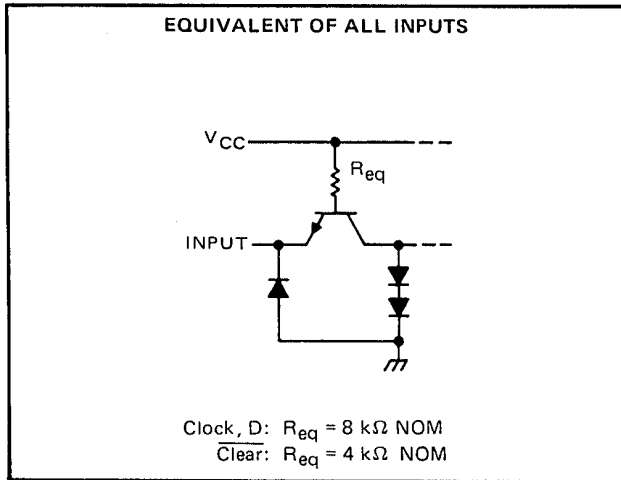 EQUIVALENT OF ALL INPUTS
VCC
Req
INPUT
Clock, D: Req = 8 kΩ NOM
Clear: Req = 4 kΩ NOM